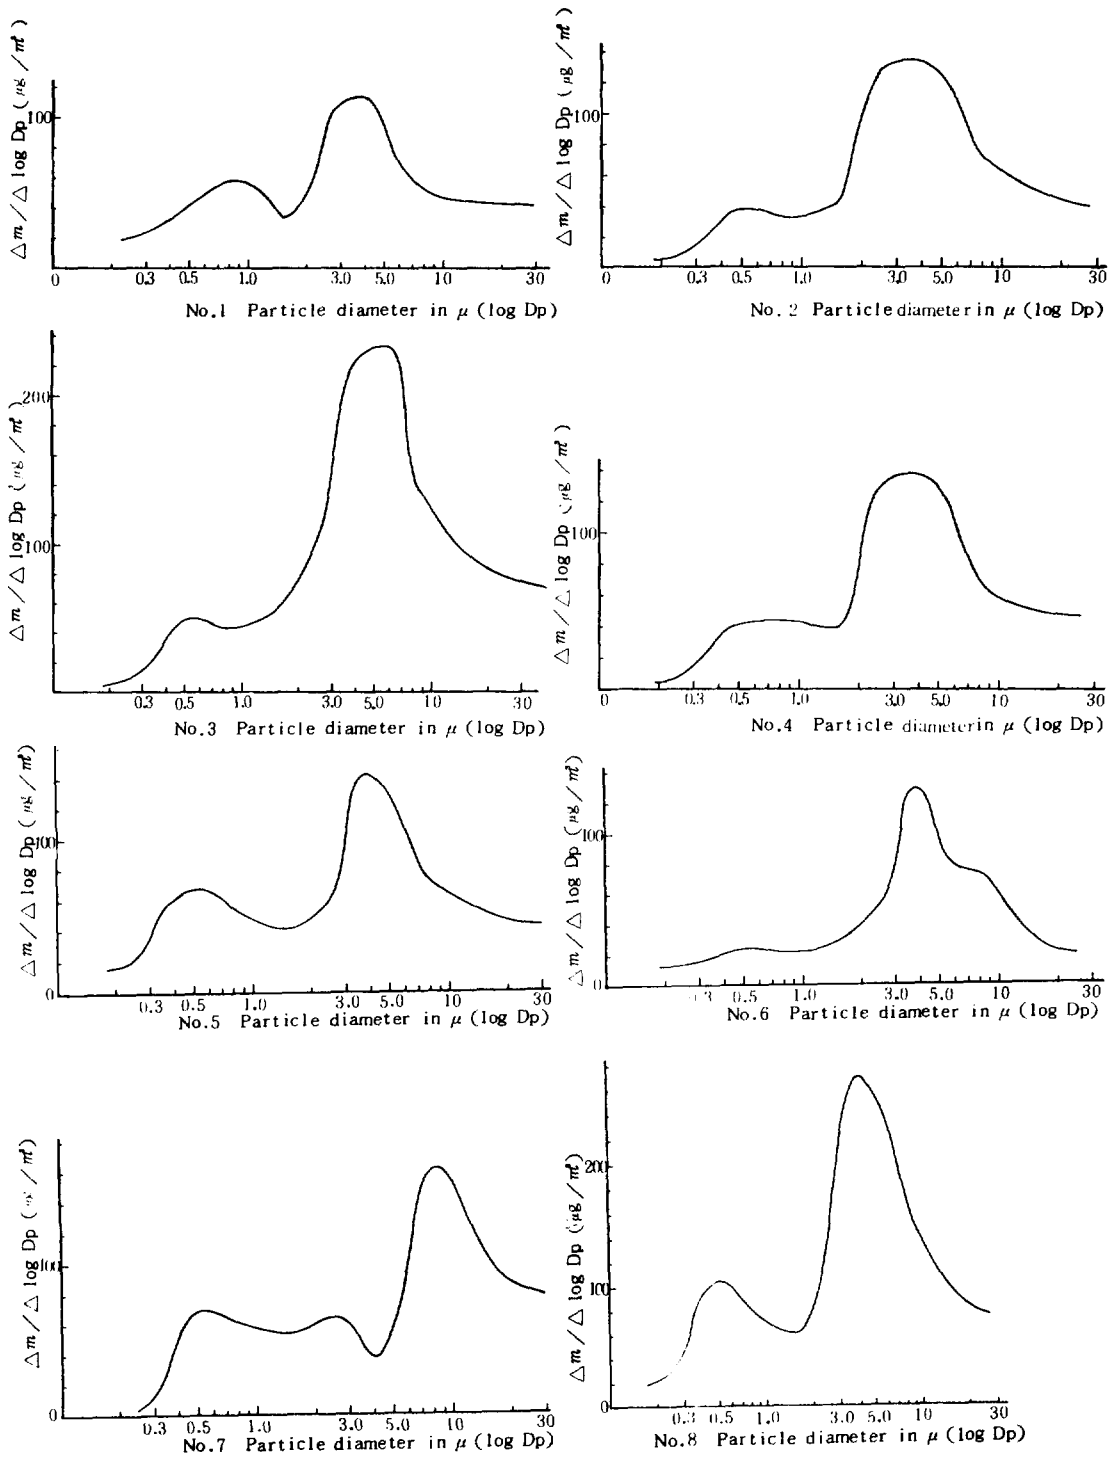 △m/△log Dp (μg/㎥)
100
0 0.3 0.5 1.0 3.0 5.0 10 30
No.1 Particle diameter in μ (log Dp)
△m/△log Dp (μg/㎥)
100
0 0.3 0.5 1.0 3.0 5.0 10 30
No.2 Particle diameter in μ (log Dp)
△m/△log Dp (μg/㎥)
200
100
0.3 0.5 1.0 3.0 5.0 10 30
No.3 Particle diameter in μ (log Dp)
△m/△log Dp (μg/㎥)
100
0 0.3 0.5 1.0 3.0 5.0 10 30
No.4 Particle diameter in μ (log Dp)
△m/△log Dp (μg/㎥)
100
0
0.3 0.5 1.0 3.0 5.0 10 30
No.5 Particle diameter in μ (log Dp)
△m/△log Dp (μg/㎥)
100
0
0.3 0.5 1.0 3.0 5.0 10 30
No.6 Particle diameter in μ (log Dp)
△m/△log Dp (μg/㎥)
100
0
0.3 0.5 1.0 3.0 5.0 10 30
No.7 Particle diameter in μ (log Dp)
△m/△log Dp (μg/㎥)
200
100
0
0.3 0.5 1.0 3.0 5.0 10 30
No.8 Particle diameter in μ (log Dp)